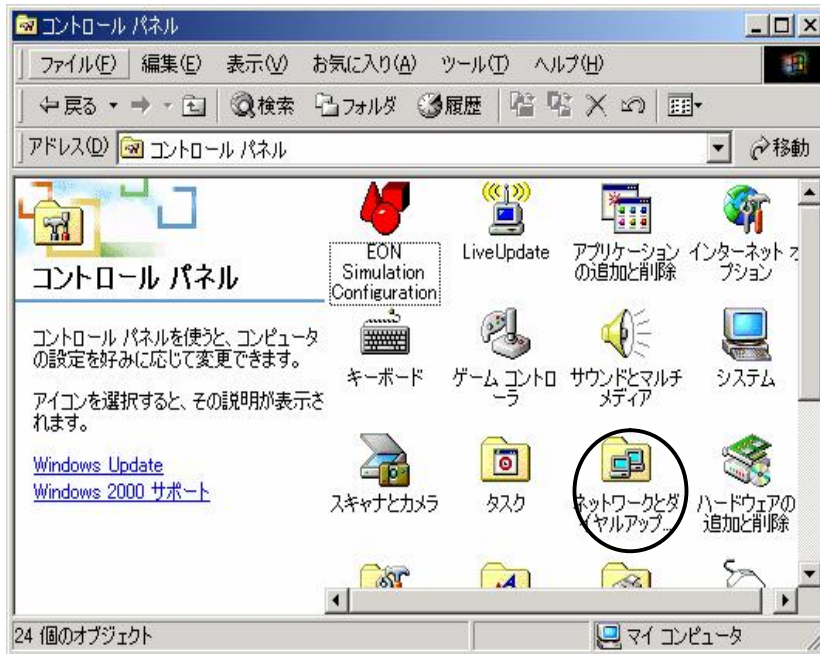 コントロール パネル
ファイル(F) 編集(E) 表示(V) お気に入り(A) ツール(T) ヘルプ(H)
戻る 検索 フォルダ 履歴
アドレス(D) コントロール パネル 移動
コントロール パネル
コントロール パネルを使うと、コンピュータ
の設定を好みに応じて変更できます。
アイコンを選択すると、その説明が表示さ
れます。
Windows Update
Windows 2000 サポート
EON
Simulation
Configuration
LiveUpdate
アプリケーション
の追加と削除
インターネット オ
プション
キーボード
ゲーム コントロ
ーラ
サウンドとマルチ
メディア
システム
スキャナとカメラ
タスク
ネットワークとダ
イヤルアップ...
ハードウェアの
追加と削除
24 個のオブジェクト マイ コンピュータ